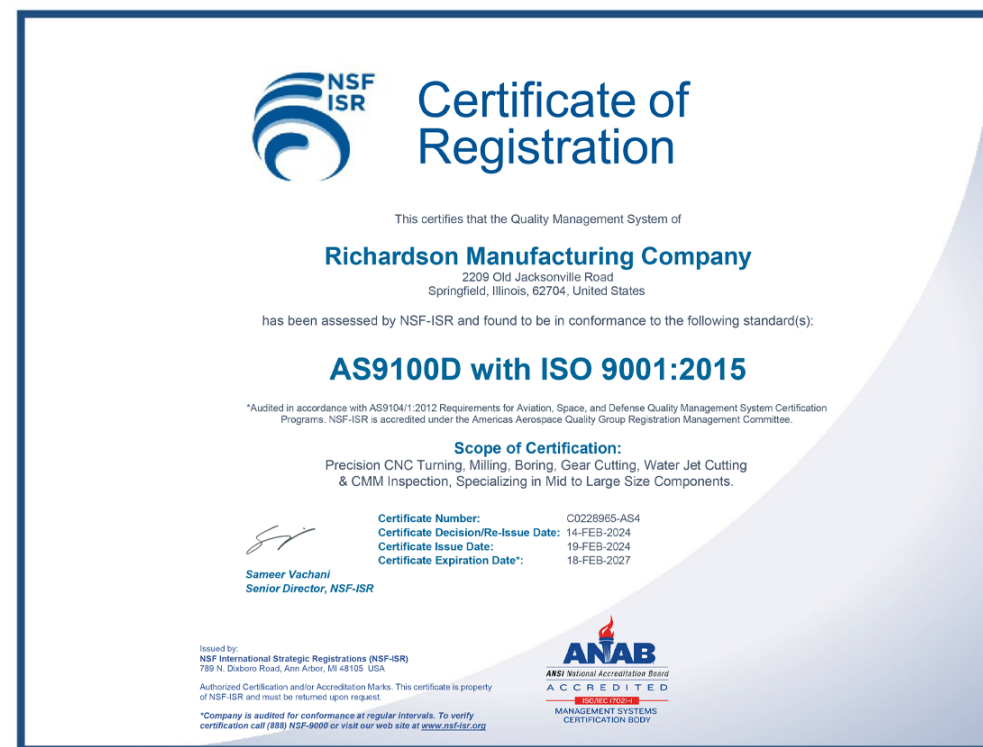 NSF
ISR
Certificate of
Registration
This certifies that the Quality Management System of
Richardson Manufacturing Company
2209 Old Jacksonville Road
Springfield, Illinois, 62704, United States
has been assessed by NSF-ISR and found to be in conformance to the following standard(s):
AS9100D with ISO 9001:2015
*Audited in accordance with AS9104/1:2012 Requirements for Aviation, Space, and Defense Quality Management System Certification
Programs. NSF-ISR is accredited under the Americas Aerospace Quality Group Registration Management Committee.
Scope of Certification:
Precision CNC Turning, Milling, Boring, Gear Cutting, Water Jet Cutting
& CMM Inspection, Specializing in Mid to Large Size Components.
Certificate Number: C0228965-AS4
Certificate Decision/Re-Issue Date: 14-FEB-2024
Certificate Issue Date: 19-FEB-2024
Certificate Expiration Date*: 18-FEB-2027
Sameer Vachani
Senior Director, NSF-ISR
Issued by:
NSF International Strategic Registrations (NSF-ISR)
789 N. Dixboro Road, Ann Arbor, MI 48105 USA
Authorized Certification and/or Accreditation Marks. This certificate is property
of NSF-ISR and must be returned upon request.
*Company is audited for conformance at regular intervals. To verify
certification call (888) NSF-9000 or visit our web site at www.nsf-isr.org
ANAB
ANSI National Accreditation Board
ACCREDITED
ISO/IEC 17021-1
MANAGEMENT SYSTEMS
CERTIFICATION BODY